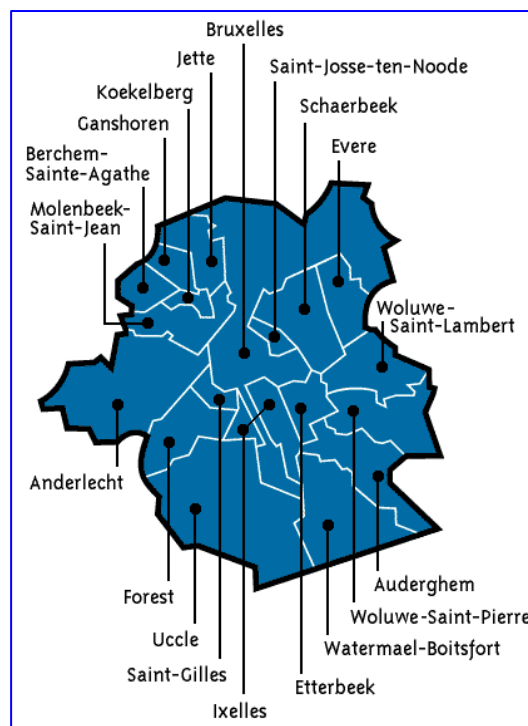 Bruxelles
Jette
Saint-Josse-ten-Noode
Koekelberg
Schaerbeek
Ganshoren
Evere
Berchem-
Sainte-Agathe
Molenbeek-
Saint-Jean
Woluwe-
Saint-Lambert
Anderlecht
Auderghem
Forest
Woluwe-Saint-Pierre
Uccle
Watermael-Boitsfort
Saint-Gilles
Etterbeek
Ixelles